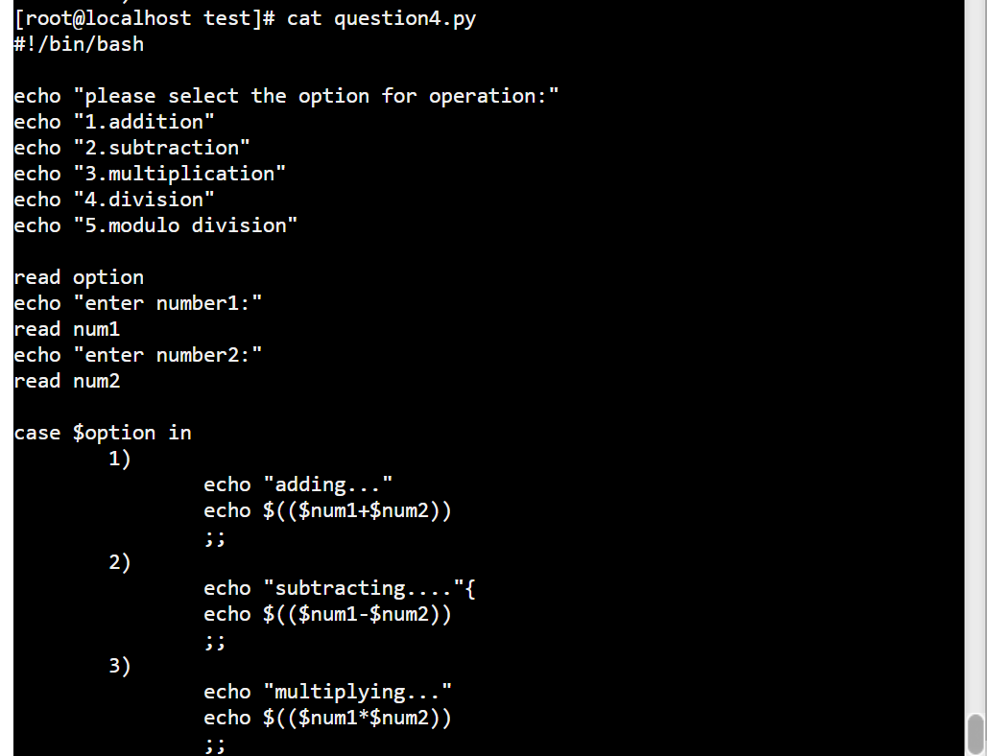 [root@localhost test]# cat question4.py
#!/bin/bash

echo "please select the option for operation:"
echo "1.addition"
echo "2.subtraction"
echo "3.multiplication"
echo "4.division"
echo "5.modulo division"

read option
echo "enter number1:"
read num1
echo "enter number2:"
read num2

case $option in
        1)
                echo "adding..."
                echo $(($num1+$num2))
                ;;
        2)
                echo "subtracting...."{
                echo $(($num1-$num2))
                ;;
        3)
                echo "multiplying..."
                echo $(($num1*$num2))
                ;;